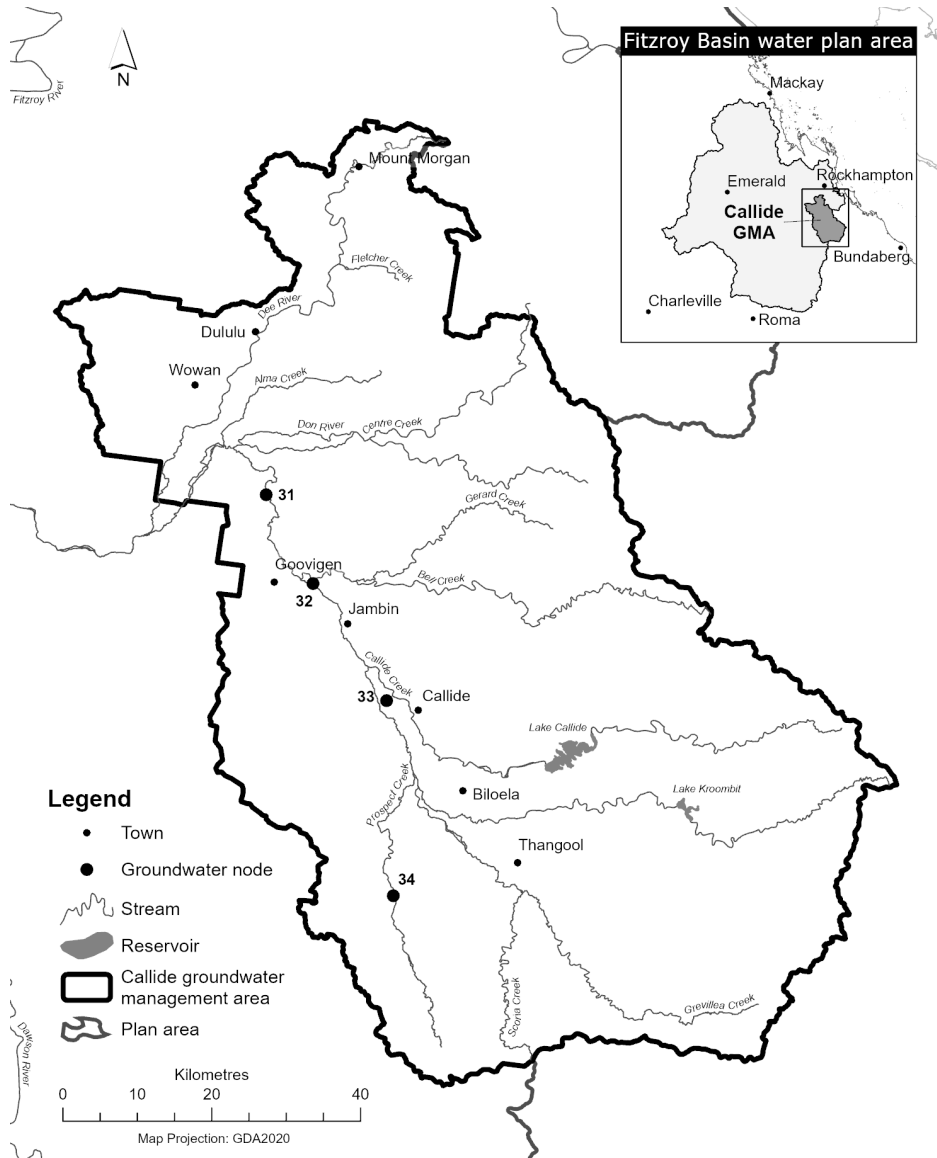 Fitzroy Basin water plan area
Mackay
Emerald
Rockhampton
Callide
GMA
Bundaberg
Charleville
Roma
N
Fitzroy River
Mount Morgan
Fletcher Creek
Dee River
Dululu
Wowan
Alma Creek
Don River
Centre Creek
31
Gerard Creek
Goovigen
Bell Creek
32
Jambin
Callide Creek
33
Callide
Lake Callide
Prospect Creek
Biloela
Lake Kroombit
Thangool
34
Scoria Creek
Grevillea Creek
Dawson River
Legend
Town
Groundwater node
Stream
Reservoir
Callide groundwater
management area
Plan area
Kilometres
0 10 20 40
Map Projection: GDA2020